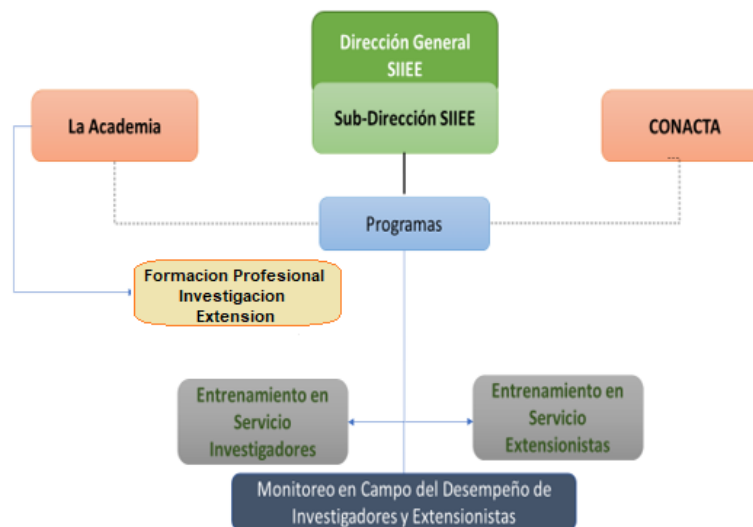 Dirección General
SIIEE
Sub-Dirección SIIEE
La Academia
CONACTA
Programas
Formacion Profesional
Investigacion
Extension
Entrenamiento en
Servicio
Investigadores
Entrenamiento en
Servicio
Extensionistas
Monitoreo en Campo del Desempeño de
Investigadores y Extensionistas